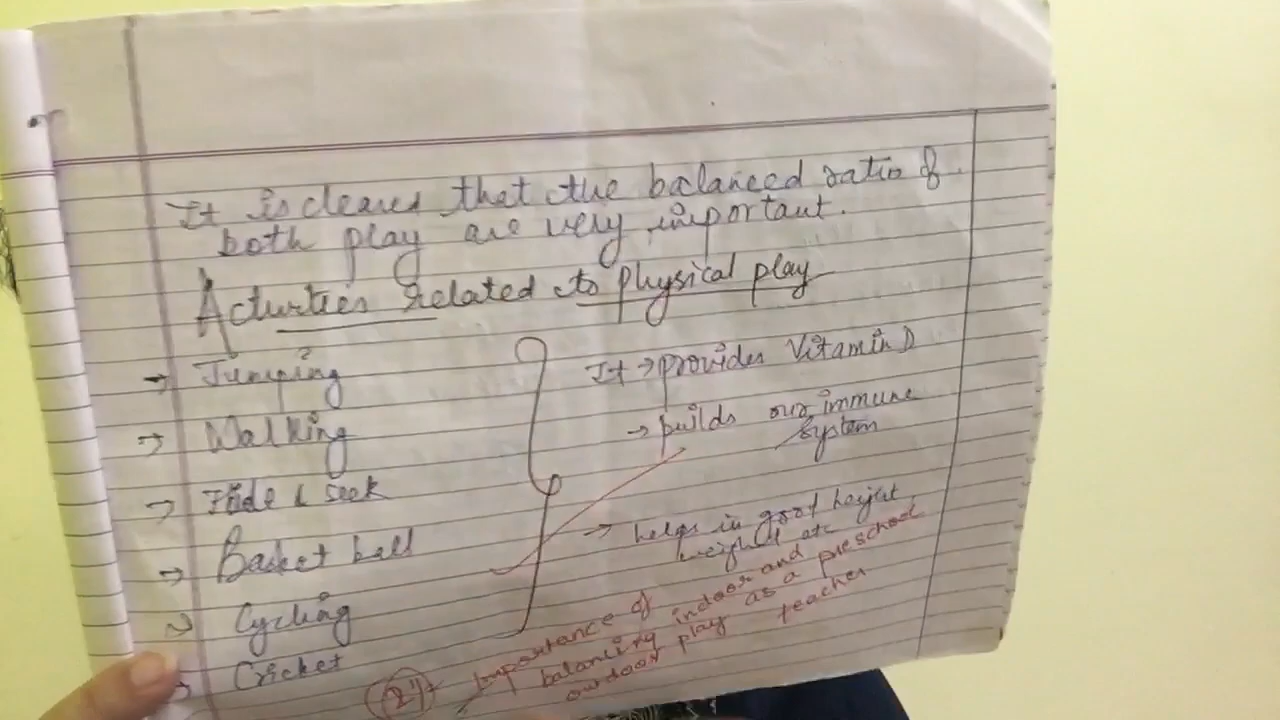 It is cleared that the balanced ratio of
both play are very important.
Activities related to Physical play
→ Jumping
→ Walking
→ Hide & seek
→ Basket ball
→ Cycling
→ Cricket
It → provides Vitamin D
→ builds our immune
system
→ helps in good height,
weight etc
Importance of
balancing indoor and
outdoor play as a preschool
teacher